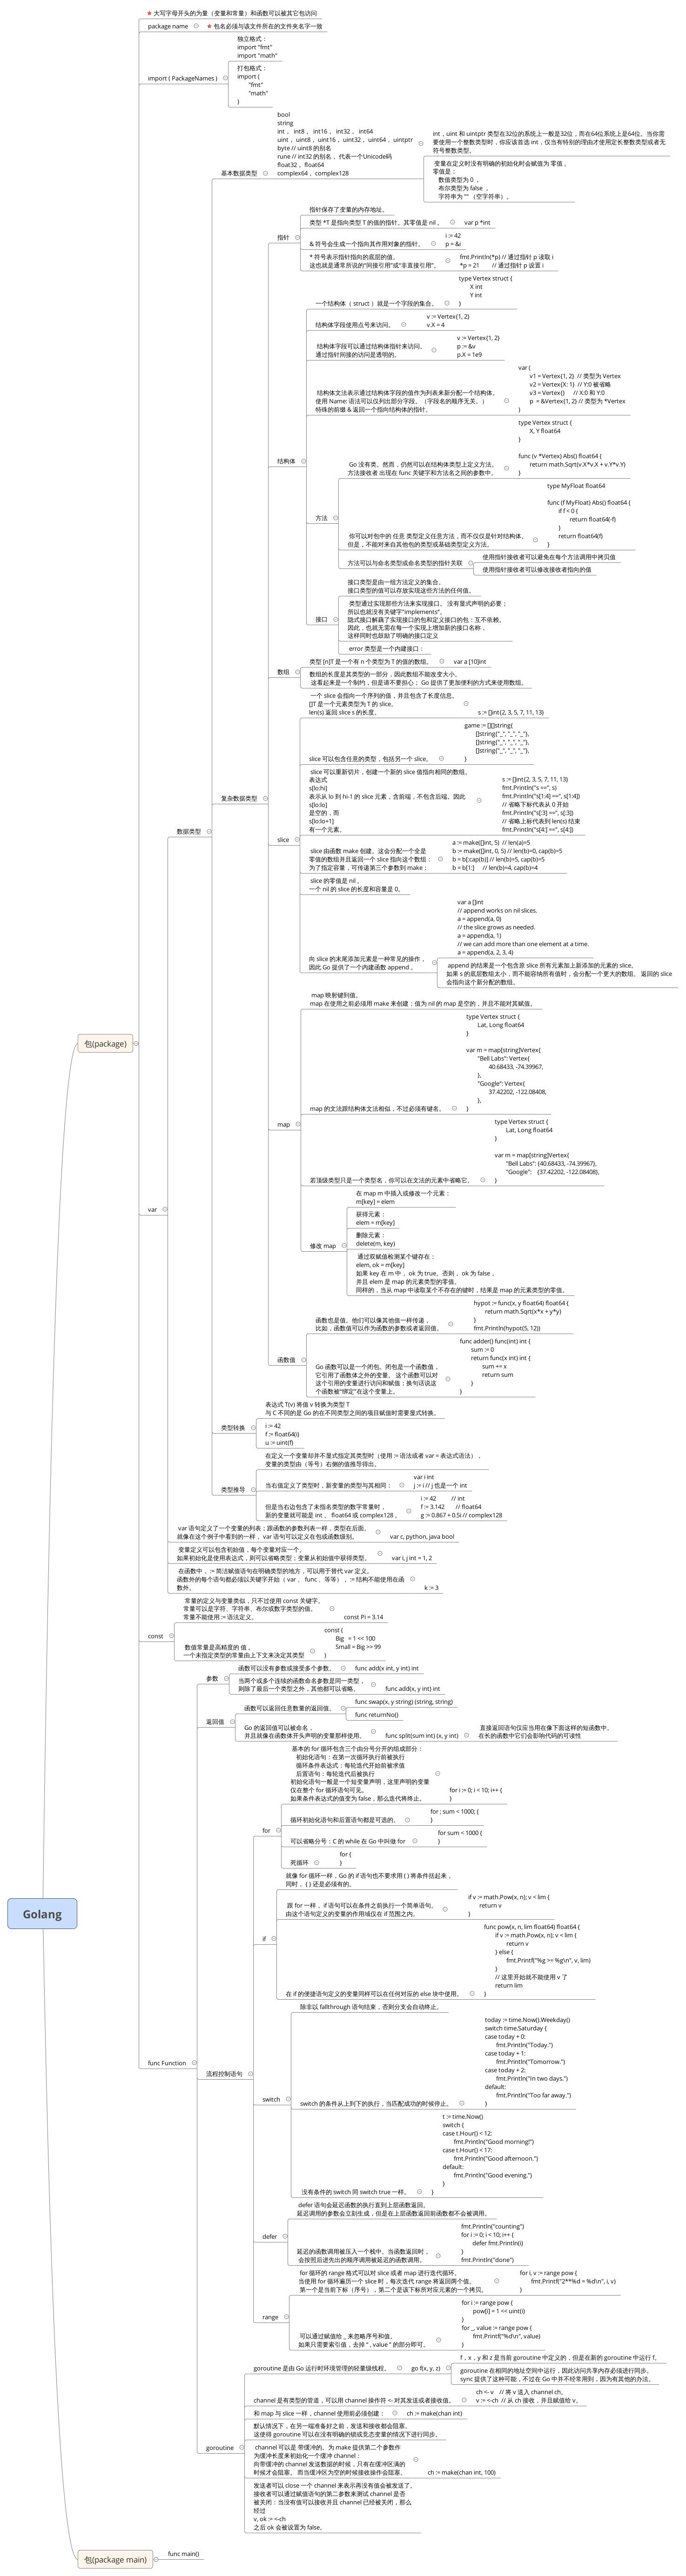 大写字母开头的为量（变量和常量）和函数可以被其它包访问
package name
包名必须与该文件所在的文件夹名字一致
import ( PackageNames )
独立格式：
import "fmt"
import "math"
打包格式：
import (
"fmt"
"math"
)
包(package)
var
数据类型
基本数据类型
bool
string
int， int8， int16， int32， int64
uint， uint8， uint16， uint32， uint64， uintptr
byte // uint8 的别名
rune // int32 的别名， 代表一个Unicode码
float32， float64
complex64， complex128
int，uint 和 uintptr 类型在32位的系统上一般是32位，而在64位系统上是64位。当你需
要使用一个整数类型时，你应该首选 int，仅当有特别的理由才使用定长整数类型或者无
符号整数类型。
变量在定义时没有明确的初始化时会赋值为 零值 。
零值是：
数值类型为 0 ，
布尔类型为 false ，
字符串为 "" （空字符串）。
复杂数据类型
指针
指针保存了变量的内存地址。
类型 *T 是指向类型 T 的值的指针。其零值是 nil 。
var p *int
& 符号会生成一个指向其作用对象的指针。
i := 42
p = &i
* 符号表示指针指向的底层的值。
这也就是通常所说的“间接引用”或“非直接引用”。
fmt.Println(*p) // 通过指针 p 读取 i
*p = 21 // 通过指针 p 设置 i
结构体
一个结构体（ struct ）就是一个字段的集合。
type Vertex struct {
X int
Y int
}
结构体字段使用点号来访问。
v := Vertex{1, 2}
v.X = 4
结构体字段可以通过结构体指针来访问。
通过指针间接的访问是透明的。
v := Vertex{1, 2}
p := &v
p.X = 1e9
结构体文法表示通过结构体字段的值作为列表来新分配一个结构体。
使用 Name: 语法可以仅列出部分字段。（字段名的顺序无关。）
特殊的前缀 & 返回一个指向结构体的指针。
var (
v1 = Vertex{1, 2} // 类型为 Vertex
v2 = Vertex{X: 1} // Y:0 被省略
v3 = Vertex{} // X:0 和 Y:0
p = &Vertex{1, 2} // 类型为 *Vertex
)
方法
Go 没有类。然而，仍然可以在结构体类型上定义方法。
方法接收者 出现在 func 关键字和方法名之间的参数中。
type Vertex struct {
X, Y float64
}
func (v *Vertex) Abs() float64 {
return math.Sqrt(v.X*v.X + v.Y*v.Y)
}
你可以对包中的 任意 类型定义任意方法，而不仅仅是针对结构体。
但是，不能对来自其他包的类型或基础类型定义方法。
type MyFloat float64
func (f MyFloat) Abs() float64 {
if f < 0 {
return float64(-f)
}
return float64(f)
}
方法可以与命名类型或命名类型的指针关联
使用指针接收者可以避免在每个方法调用中拷贝值
使用指针接收者可以修改接收者指向的值
接口
接口类型是由一组方法定义的集合。
接口类型的值可以存放实现这些方法的任何值。
类型通过实现那些方法来实现接口。 没有显式声明的必要；
所以也就没有关键字“implements”。
隐式接口解藕了实现接口的包和定义接口的包：互不依赖。
因此，也就无需在每一个实现上增加新的接口名称，
这样同时也鼓励了明确的接口定义
error 类型是一个内建接口：
数组
类型 [n]T 是一个有 n 个类型为 T 的值的数组。
var a [10]int
数组的长度是其类型的一部分，因此数组不能改变大小。
这看起来是一个制约，但是请不要担心； Go 提供了更加便利的方式来使用数组。
slice
一个 slice 会指向一个序列的值，并且包含了长度信息。
[]T 是一个元素类型为 T 的 slice。
len(s) 返回 slice s 的长度。
s := []int{2, 3, 5, 7, 11, 13}
slice 可以包含任意的类型，包括另一个 slice。
game := [][]string{
[]string{"_", "_", "_"},
[]string{"_", "_", "_"},
[]string{"_", "_", "_"},
}
slice 可以重新切片，创建一个新的 slice 值指向相同的数组。
表达式
s[lo:hi]
表示从 lo 到 hi-1 的 slice 元素，含前端，不包含后端。因此
s[lo:lo]
是空的，而
s[lo:lo+1]
有一个元素。
s := []int{2, 3, 5, 7, 11, 13}
fmt.Println("s ==", s)
fmt.Println("s[1:4] ==", s[1:4])
// 省略下标代表从 0 开始
fmt.Println("s[:3] ==", s[:3])
// 省略上标代表到 len(s) 结束
fmt.Println("s[4:] ==", s[4:])
slice 由函数 make 创建。这会分配一个全是
零值的数组并且返回一个 slice 指向这个数组：
为了指定容量，可传递第三个参数到 make：
a := make([]int, 5) // len(a)=5
b := make([]int, 0, 5) // len(b)=0, cap(b)=5
b = b[:cap(b)] // len(b)=5, cap(b)=5
b = b[1:] // len(b)=4, cap(b)=4
slice 的零值是 nil 。
一个 nil 的 slice 的长度和容量是 0。
向 slice 的末尾添加元素是一种常见的操作，
因此 Go 提供了一个内建函数 append 。
var a []int
// append works on nil slices.
a = append(a, 0)
// the slice grows as needed.
a = append(a, 1)
// we can add more than one element at a time.
a = append(a, 2, 3, 4)
append 的结果是一个包含原 slice 所有元素加上新添加的元素的 slice。
如果 s 的底层数组太小，而不能容纳所有值时，会分配一个更大的数组。 返回的 slice
会指向这个新分配的数组。
map
map 映射键到值。
map 在使用之前必须用 make 来创建；值为 nil 的 map 是空的，并且不能对其赋值。
map 的文法跟结构体文法相似，不过必须有键名。
type Vertex struct {
Lat, Long float64
}
var m = map[string]Vertex{
"Bell Labs": Vertex{
40.68433, -74.39967,
},
"Google": Vertex{
37.42202, -122.08408,
},
}
若顶级类型只是一个类型名，你可以在文法的元素中省略它。
type Vertex struct {
Lat, Long float64
}
var m = map[string]Vertex{
"Bell Labs": {40.68433, -74.39967},
"Google": {37.42202, -122.08408},
}
修改 map
在 map m 中插入或修改一个元素：
m[key] = elem
获得元素：
elem = m[key]
删除元素：
delete(m, key)
通过双赋值检测某个键存在：
elem, ok = m[key]
如果 key 在 m 中， ok 为 true。否则， ok 为 false，
并且 elem 是 map 的元素类型的零值。
同样的，当从 map 中读取某个不存在的键时，结果是 map 的元素类型的零值。
函数值
函数也是值。他们可以像其他值一样传递，
比如，函数值可以作为函数的参数或者返回值。
hypot := func(x, y float64) float64 {
return math.Sqrt(x*x + y*y)
}
fmt.Println(hypot(5, 12))
Go 函数可以是一个闭包。闭包是一个函数值，
它引用了函数体之外的变量。 这个函数可以对
这个引用的变量进行访问和赋值；换句话说这
个函数被“绑定”在这个变量上。
func adder() func(int) int {
sum := 0
return func(x int) int {
sum += x
return sum
}
}
类型转换
表达式 T(v) 将值 v 转换为类型 T
与 C 不同的是 Go 的在不同类型之间的项目赋值时需要显式转换。
i := 42
f := float64(i)
u := uint(f)
类型推导
在定义一个变量却并不显式指定其类型时（使用 := 语法或者 var = 表达式语法），
变量的类型由（等号）右侧的值推导得出。
当右值定义了类型时，新变量的类型与其相同：
var i int
j := i // j 也是一个 int
但是当右边包含了未指名类型的数字常量时，
新的变量就可能是 int 、 float64 或 complex128 。
i := 42 // int
f := 3.142 // float64
g := 0.867 + 0.5i // complex128
var 语句定义了一个变量的列表；跟函数的参数列表一样，类型在后面。
就像在这个例子中看到的一样， var 语句可以定义在包或函数级别。
var c, python, java bool
变量定义可以包含初始值，每个变量对应一个。
如果初始化是使用表达式，则可以省略类型；变量从初始值中获得类型。
var i, j int = 1, 2
在函数中， := 简洁赋值语句在明确类型的地方，可以用于替代 var 定义。
函数外的每个语句都必须以关键字开始（ var 、 func 、等等）， := 结构不能使用在函
数外。
k := 3
const
常量的定义与变量类似，只不过使用 const 关键字。
常量可以是字符、字符串、布尔或数字类型的值。
常量不能使用 := 语法定义。
const Pi = 3.14
数值常量是高精度的 值 。
一个未指定类型的常量由上下文来决定其类型
const (
Big = 1 << 100
Small = Big >> 99
)
Golang
func Function
参数
函数可以没有参数或接受多个参数。
func add(x int, y int) int
当两个或多个连续的函数命名参数是同一类型，
则除了最后一个类型之外，其他都可以省略。
func add(x, y int) int
返回值
函数可以返回任意数量的返回值。
func swap(x, y string) (string, string)
func returnNo()
Go 的返回值可以被命名，
并且就像在函数体开头声明的变量那样使用。
func split(sum int) (x, y int)
直接返回语句仅应当用在像下面这样的短函数中。
在长的函数中它们会影响代码的可读性
流程控制语句
for
基本的 for 循环包含三个由分号分开的组成部分：
初始化语句：在第一次循环执行前被执行
循环条件表达式：每轮迭代开始前被求值
后置语句：每轮迭代后被执行
初始化语句一般是一个短变量声明，这里声明的变量
仅在整个 for 循环语句可见。
如果条件表达式的值变为 false，那么迭代将终止。
for i := 0; i < 10; i++ {
}
循环初始化语句和后置语句都是可选的。
for ; sum < 1000; {
}
可以省略分号：C 的 while 在 Go 中叫做 for
for sum < 1000 {
}
死循环
for {
}
if
就像 for 循环一样，Go 的 if 语句也不要求用 ( ) 将条件括起来，
同时， { } 还是必须有的。
跟 for 一样， if 语句可以在条件之前执行一个简单语句。
由这个语句定义的变量的作用域仅在 if 范围之内。
if v := math.Pow(x, n); v < lim {
return v
}
在 if 的便捷语句定义的变量同样可以在任何对应的 else 块中使用。
func pow(x, n, lim float64) float64 {
if v := math.Pow(x, n); v < lim {
return v
} else {
fmt.Printf("%g >= %g\n", v, lim)
}
// 这里开始就不能使用 v 了
return lim
}
switch
除非以 fallthrough 语句结束，否则分支会自动终止。
switch 的条件从上到下的执行，当匹配成功的时候停止。
today := time.Now().Weekday()
switch time.Saturday {
case today + 0:
fmt.Println("Today.")
case today + 1:
fmt.Println("Tomorrow.")
case today + 2:
fmt.Println("In two days.")
default:
fmt.Println("Too far away.")
}
没有条件的 switch 同 switch true 一样。
t := time.Now()
switch {
case t.Hour() < 12:
fmt.Println("Good morning!")
case t.Hour() < 17:
fmt.Println("Good afternoon.")
default:
fmt.Println("Good evening.")
}
}
defer
defer 语句会延迟函数的执行直到上层函数返回。
延迟调用的参数会立刻生成，但是在上层函数返回前函数都不会被调用。
延迟的函数调用被压入一个栈中。当函数返回时，
会按照后进先出的顺序调用被延迟的函数调用。
fmt.Println("counting")
for i := 0; i < 10; i++ {
defer fmt.Println(i)
}
fmt.Println("done")
range
for 循环的 range 格式可以对 slice 或者 map 进行迭代循环。
当使用 for 循环遍历一个 slice 时，每次迭代 range 将返回两个值。
第一个是当前下标（序号），第二个是该下标所对应元素的一个拷贝。
for i, v := range pow {
fmt.Printf("2**%d = %d\n", i, v)
}
可以通过赋值给 _ 来忽略序号和值。
如果只需要索引值，去掉 “ , value ” 的部分即可。
for i := range pow {
pow[i] = 1 << uint(i)
}
for _, value := range pow {
fmt.Printf("%d\n", value)
}
goroutine
goroutine 是由 Go 运行时环境管理的轻量级线程。
go f(x, y, z)
f，x，y 和 z 是当前 goroutine 中定义的，但是在新的 goroutine 中运行 f。
goroutine 在相同的地址空间中运行，因此访问共享内存必须进行同步。
sync 提供了这种可能，不过在 Go 中并不经常用到，因为有其他的办法。
channel 是有类型的管道，可以用 channel 操作符 <- 对其发送或者接收值。
ch <- v // 将 v 送入 channel ch。
v := <-ch // 从 ch 接收，并且赋值给 v。
和 map 与 slice 一样，channel 使用前必须创建：
ch := make(chan int)
默认情况下，在另一端准备好之前，发送和接收都会阻塞。
这使得 goroutine 可以在没有明确的锁或竞态变量的情况下进行同步。
channel 可以是 带缓冲的。为 make 提供第二个参数作
为缓冲长度来初始化一个缓冲 channel：
向带缓冲的 channel 发送数据的时候，只有在缓冲区满的
时候才会阻塞。 而当缓冲区为空的时候接收操作会阻塞。
ch := make(chan int, 100)
发送者可以 close 一个 channel 来表示再没有值会被发送了。
接收者可以通过赋值语句的第二参数来测试 channel 是否
被关闭：当没有值可以接收并且 channel 已经被关闭，那么
经过
v, ok := <-ch
之后 ok 会被设置为 false。
包(package main)
func main()